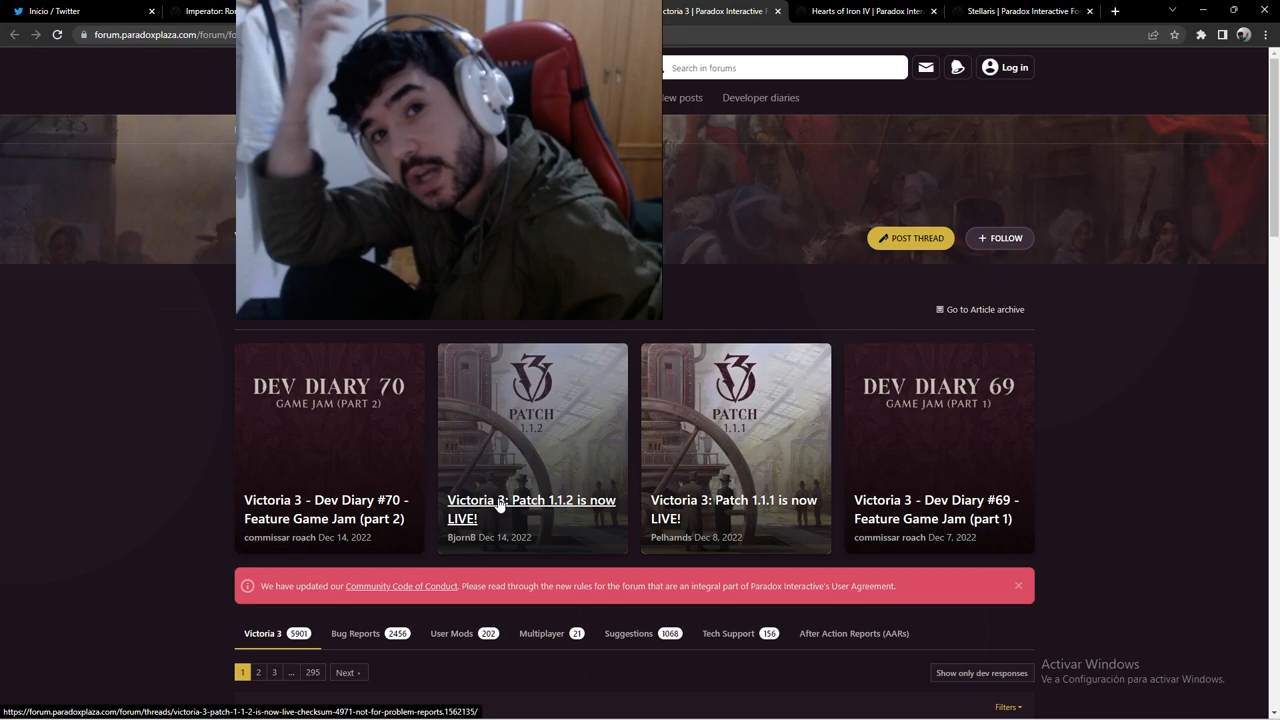 Inicio / Twitter
Imperator: Ro
ctoria 3 | Paradox Interactiv
Hearts of Iron IV | Paradox Inter
Stellaris | Paradox Interactive Fo
forum.paradoxplaza.com/forum/fo
Search in forums
Log in
ew posts
Developer diaries
POST THREAD
+ FOLLOW
Go to Article archive
DEV DIARY 70
GAME JAM (PART 2)
Victoria 3 - Dev Diary #70 -
Feature Game Jam (part 2)
commissar roach Dec 14, 2022
PATCH
1.1.2
Victoria 3: Patch 1.1.2 is now
LIVE!
BjornB Dec 14, 2022
PATCH
1.1.1
Victoria 3: Patch 1.1.1 is now
LIVE!
Pelhamds Dec 8, 2022
DEV DIARY 69
GAME JAM (PART 1)
Victoria 3 - Dev Diary #69 -
Feature Game Jam (part 1)
commissar roach Dec 7, 2022
We have updated our Community Code of Conduct. Please read through the new rules for the forum that are an integral part of Paradox Interactive's User Agreement.
Victoria 3 5901 Bug Reports 2456 User Mods 202 Multiplayer 21 Suggestions 1068 Tech Support 156 After Action Reports (AARs)
1 2 3 ... 295 Next
Show only dev responses
Activar Windows
Ve a Configuración para activar Windows.
Filters
https://forum.paradoxplaza.com/forum/threads/victoria-3-patch-1-1-2-is-now-live-checksum-4971-not-for-problem-reports.1562135/